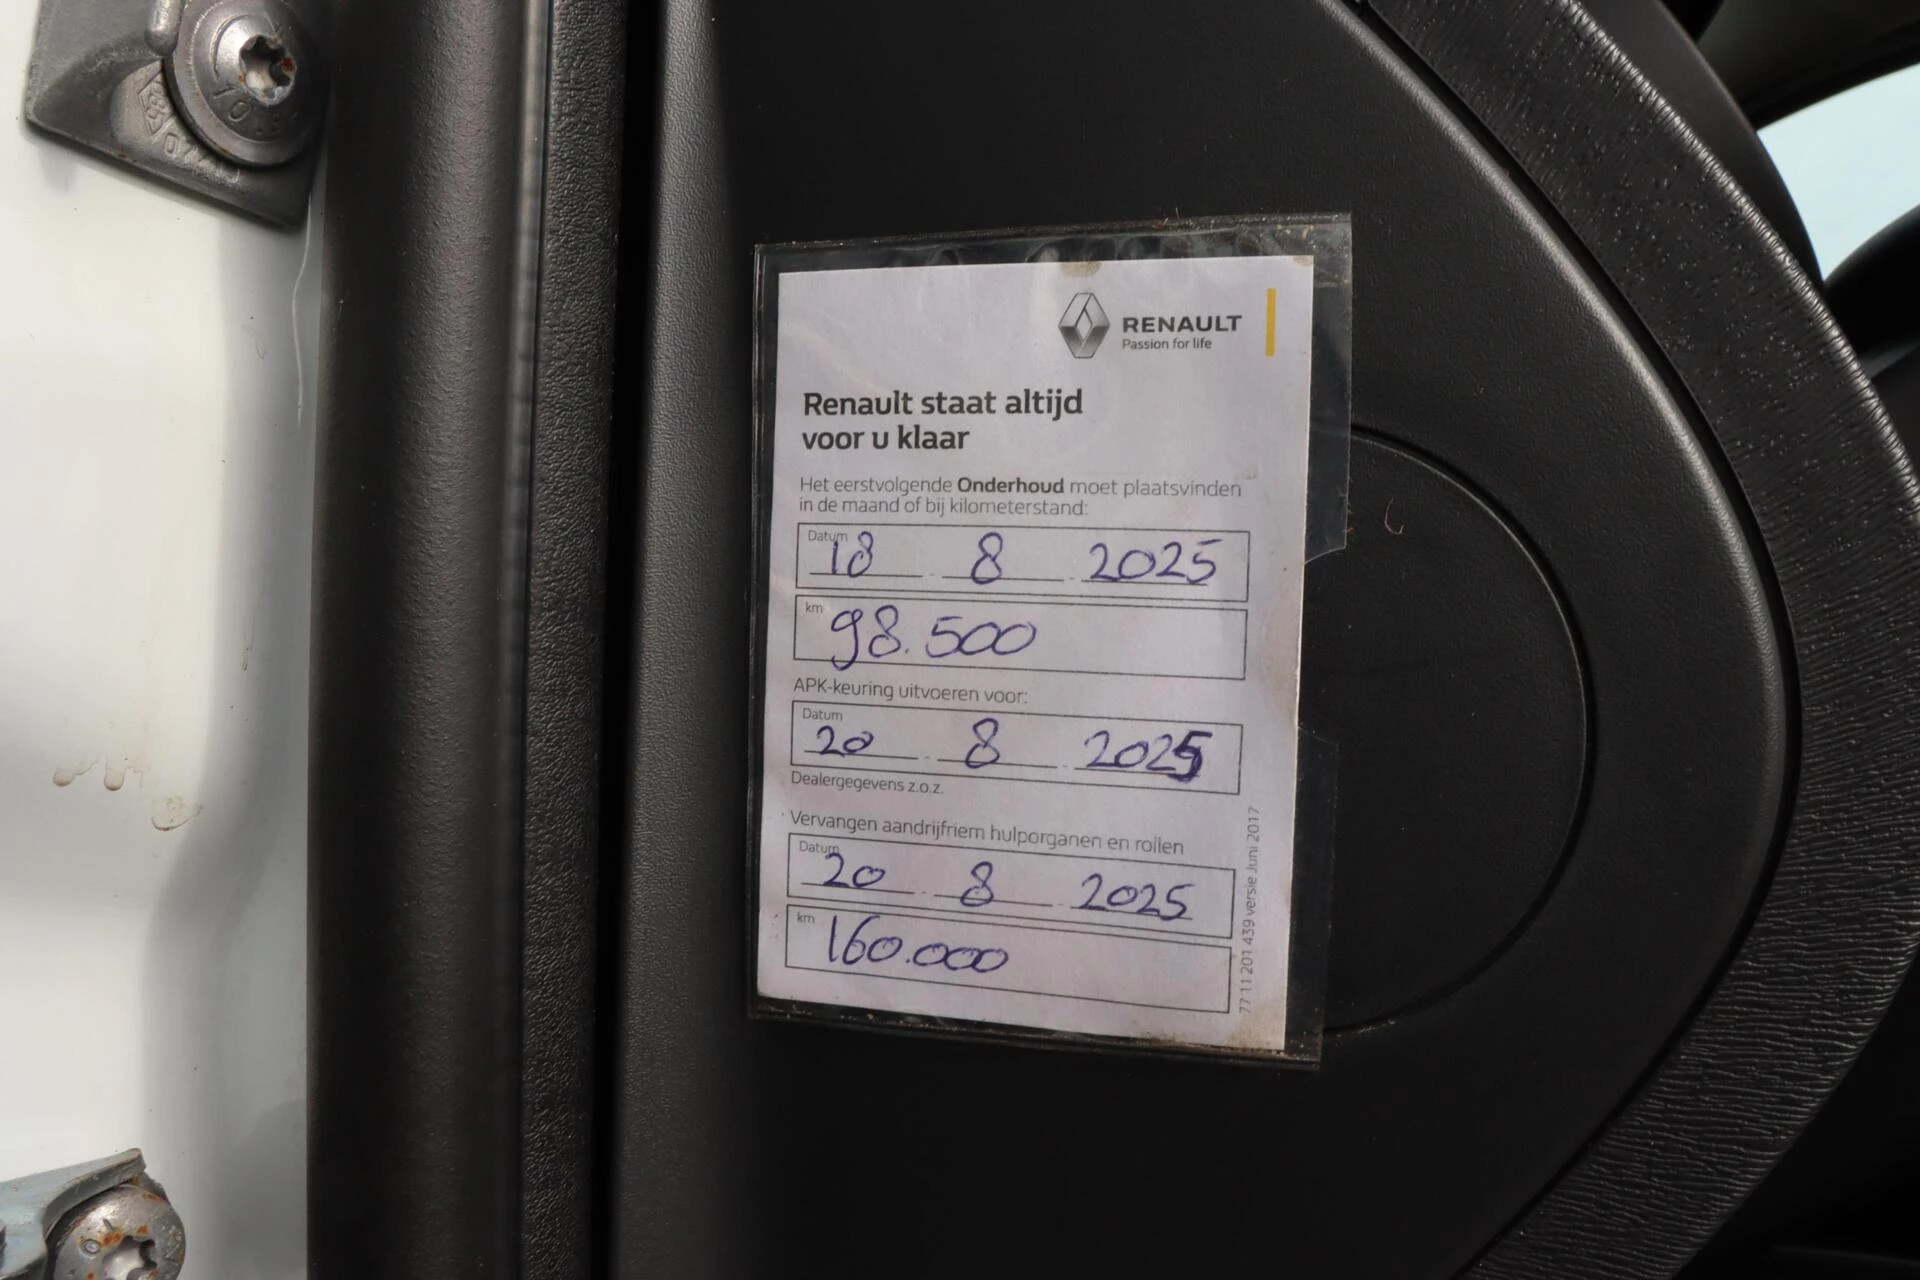 RENAULT
Passion for life
Renault staat altijd
voor u klaar
Het eerstvolgende Onderhoud moet plaatsvinden
in de maand of bij kilometerstand:
Datum
18 8 2025
km
98.500
APK-keuring uitvoeren voor:
Datum
20 8 2025
Dealergegevens z.o.z.
Vervangen aandrijfriem hulporganen en rollen
Datum
20 8 2025
km
160.000
77 11 201 439 versie Juni 2017